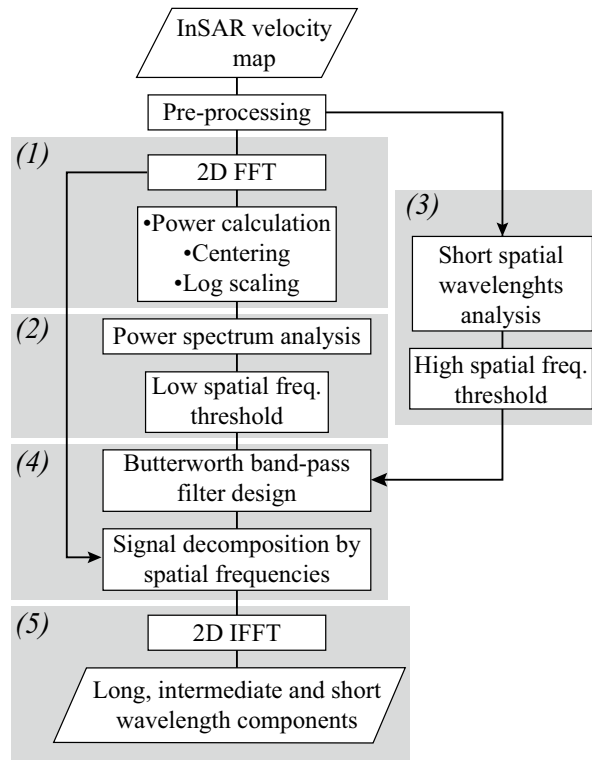 InSAR velocity
map
Pre-processing
(1)
2D FFT
•Power calculation
•Centering
•Log scaling
(2)
Power spectrum analysis
Low spatial freq.
threshold
(3)
Short spatial
wavelenghts
analysis
High spatial freq.
threshold
(4)
Butterworth band-pass
filter design
Signal decomposition by
spatial frequencies
(5)
2D IFFT
Long, intermediate and short
wavelength components